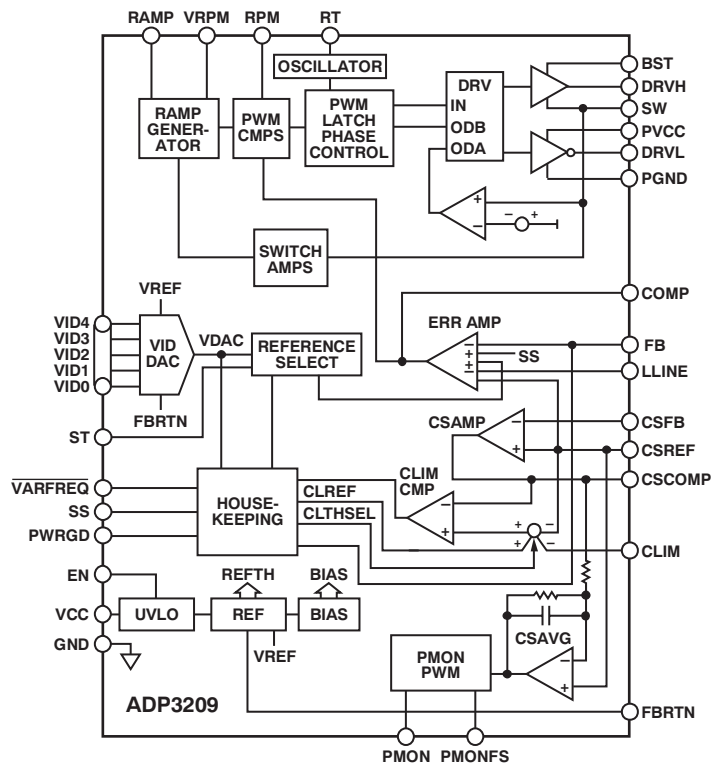 RAMP VRPM RPM RT
OSCILLATOR
RAMP
GENER-
ATOR
PWM
CMPS
PWM
LATCH
PHASE
CONTROL
DRV
IN
ODB
ODA
BST
DRVH
SW
PVCC
DRVL
PGND
+
–
– +
SWITCH
AMPS
COMP
VREF
VID4
VID3
VID2
VID1
VID0
VID
DAC
VDAC
FBRTN
REFERENCE
SELECT
ERR AMP
–
+
+
–
SS
FB
LLINE
ST
CSAMP
–
+
CSFB
CSREF
CSCOMP
VARFREQ
SS
PWRGD
HOUSE-
KEEPING
CLREF
CLTHSEL
CLIM
CMP
–
+
+ –
+ –
CLIM
EN
VCC
GND
UVLO
REFTH
REF
VREF
BIAS
BIAS
CSAVG
–
+
PMON
PWM
ADP3209
FBRTN
PMON PMONFS